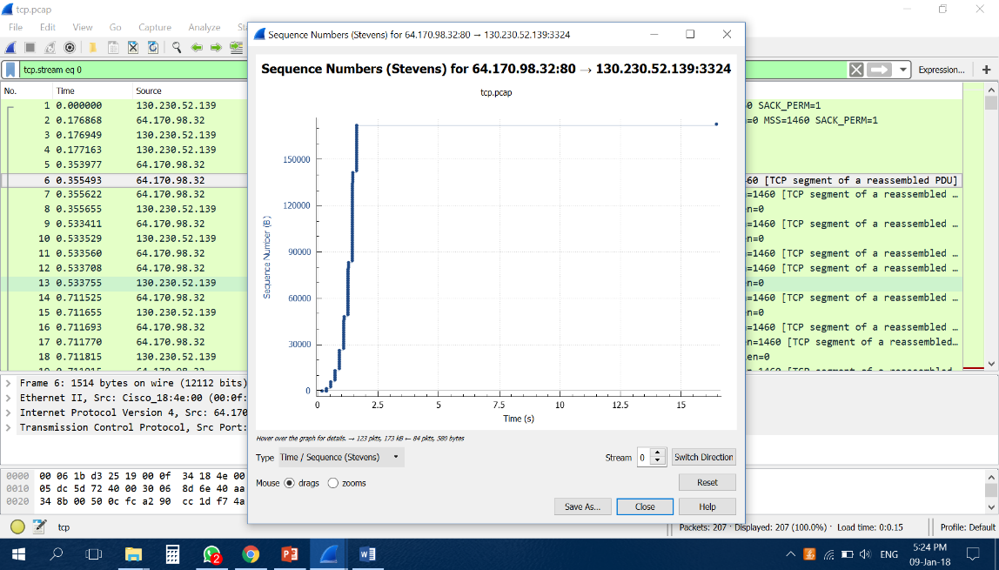 tcp.pcap
File Edit View Go Capture Analyze
tcp.stream eq 0
Expression...
No. Time Source
1 0.000000 130.230.52.139
2 0.176868 64.170.98.32
3 0.176949 130.230.52.139
4 0.177163 130.230.52.139
5 0.353977 64.170.98.32
6 0.355493 64.170.98.32
7 0.355622 64.170.98.32
8 0.355655 130.230.52.139
9 0.533411 64.170.98.32
10 0.533529 130.230.52.139
11 0.533560 64.170.98.32
12 0.533708 64.170.98.32
13 0.533755 130.230.52.139
14 0.711525 64.170.98.32
15 0.711655 130.230.52.139
16 0.711693 64.170.98.32
17 0.711770 64.170.98.32
18 0.711815 130.230.52.139
0 SACK_PERM=1
=0 MSS=1460 SACK_PERM=1
60 [TCP segment of a reassembled PDU]
=1460 [TCP segment of a reassembled …
n=0
=1460 [TCP segment of a reassembled …
n=0
=1460 [TCP segment of a reassembled …
=1460 [TCP segment of a reassembled …
n=0
=1460 [TCP segment of a reassembled …
n=0
=1460 [TCP segment of a reassembled …
n=1460 [TCP segment of a reassembled…
en=0
Frame 6: 1514 bytes on wire (12112 bits)
Ethernet II, Src: Cisco_18:4e:00 (00:0f:
Internet Protocol Version 4, Src: 64.170
Transmission Control Protocol, Src Port:
0000 00 06 1b d3 25 19 00 0f 34 18 4e 00
0010 05 dc 5d 72 40 00 30 06 8d 6e 40 aa
0020 34 8b 00 50 0c fc a2 90 cc 1d f7 4a
tcp
Packets: 207 · Displayed: 207 (100.0%) · Load time: 0:0.15
Profile: Default
Sequence Numbers (Stevens) for 64.170.98.32:80 → 130.230.52.139:3324
Sequence Numbers (Stevens) for 64.170.98.32:80 → 130.230.52.139:3324
tcp.pcap
Sequence Number (B)
150000
120000
90000
60000
30000
0
0 2.5 5 7.5 10 12.5 15
Time (s)
Hover over the graph for details. → 123 pkts, 173 kB ← 84 pkts, 580 bytes
Type Time / Sequence (Stevens)
Stream 0 Switch Direction
Mouse drags zooms
Reset
Save As... Close Help
2
ENG
5:24 PM
09-Jan-18